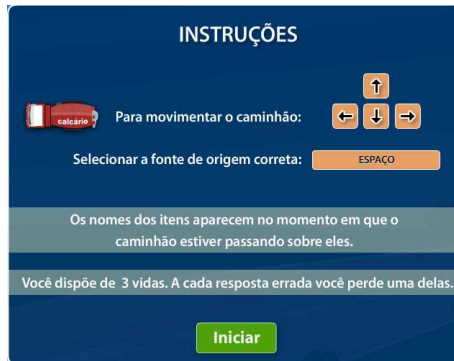 INSTRUÇÕES
calcário
Para movimentar o caminhão:
Selecionar a fonte de origem correta:
ESPAÇO
Os nomes dos itens aparecem no momento em que o
caminhão estiver passando sobre eles.
Você dispõe de 3 vidas. A cada resposta errada você perde uma delas.
Iniciar